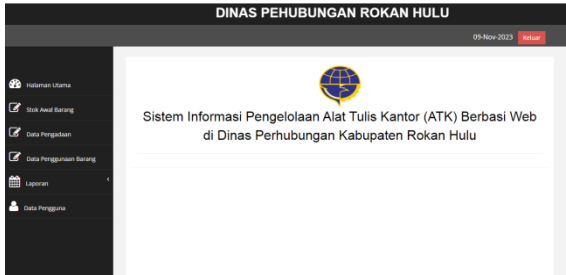 DINAS PEHUBUNGAN ROKAN HULU
09-Nov-2023 Keluar
Halaman Utama
Stok Awal Barang
Data Pengadaan
Data Penggunaan Barang
Laporan
Data Pengguna
Sistem Informasi Pengelolaan Alat Tulis Kantor (ATK) Berbasi Web
di Dinas Perhubungan Kabupaten Rokan Hulu